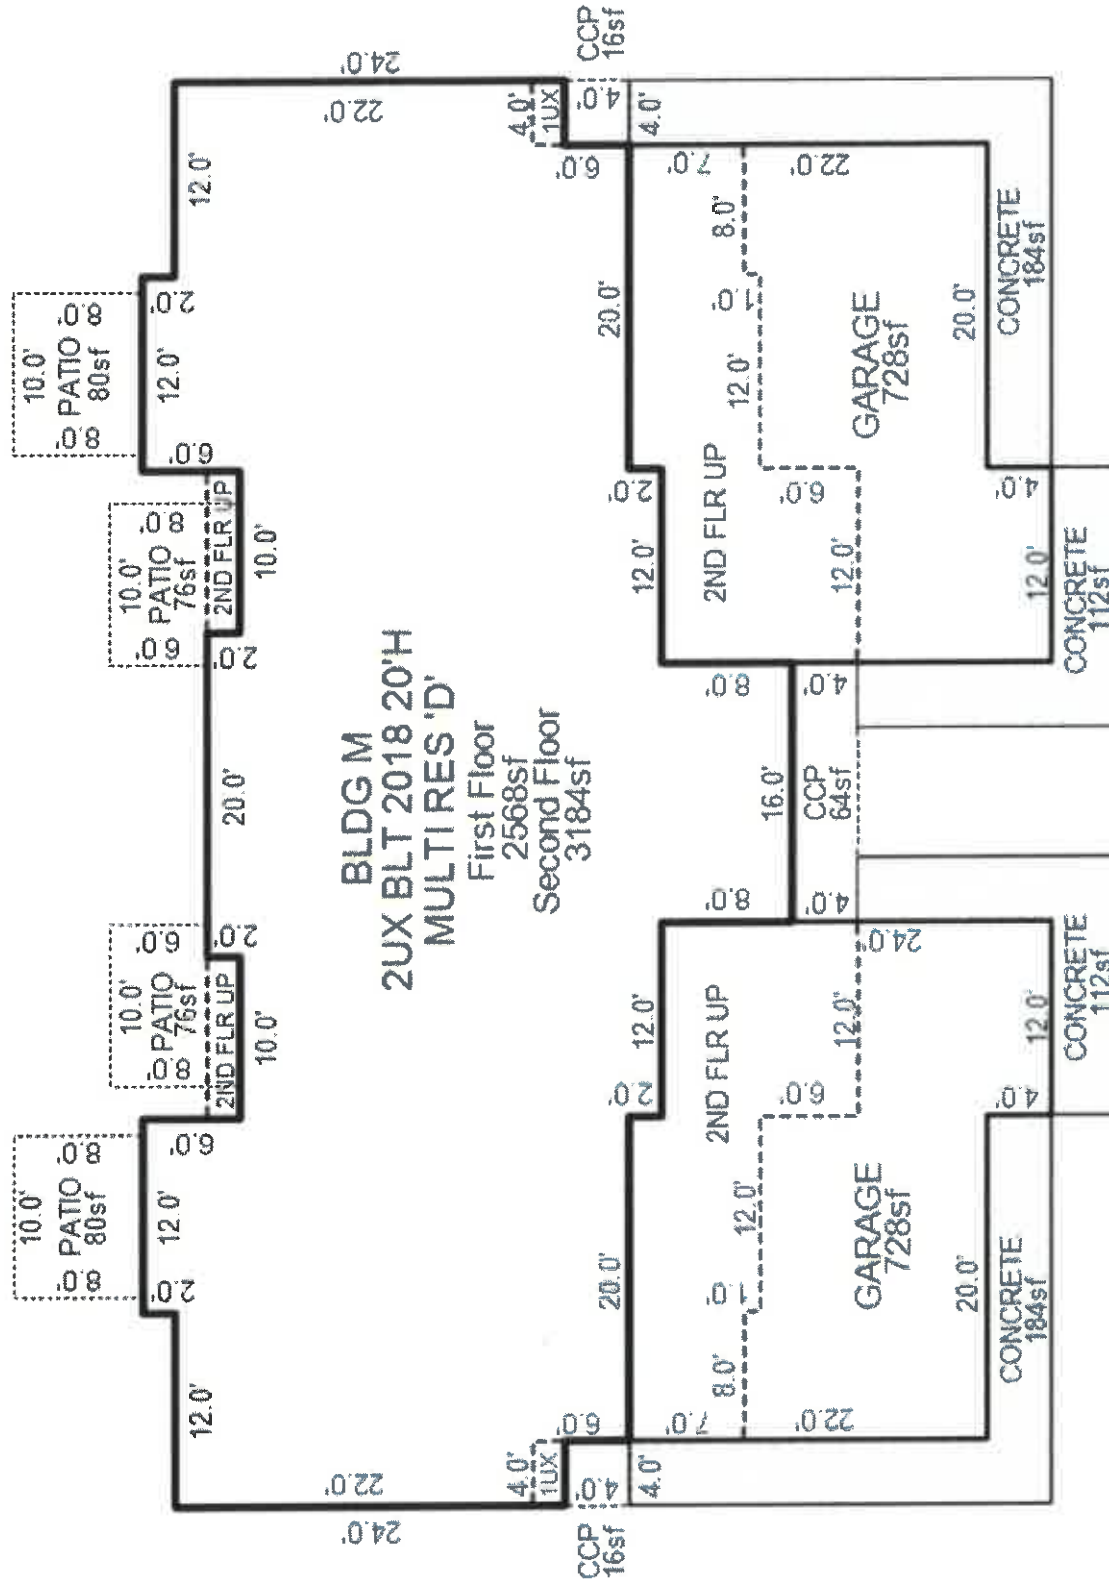 10.0'
10.0'
PATIO
80sf
8.0'
8.0'
PATIO
80sf
8.0'
8.0'
10.0'
10.0'
PATIO
76sf
8.0'
6.0'
PATIO
76sf
6.0'
8.0'
12.0'
2.0'
12.0'
6.0'
2ND FLR UP
10.0'
2.0'
20.0'
2.0'
2ND FLR UP
10.0'
6.0'
12.0'
2.0'
12.0'
24.0'
22.0'
22.0'
24.0'
BLDG M
2UX BLT 2018 20'H
MULTI RES 'D'
First Floor
2568sf
Second Floor
3184sf
4.0'
1UX
4.0'
1UX
CCP
16sf
4.0'
4.0'
6.0'
6.0'
4.0'
4.0'
CCP
16sf
20.0'
2.0'
12.0'
8.0'
16.0'
8.0'
12.0'
2.0'
20.0'
7.0'
8.0'
1.0'
12.0'
2ND FLR UP
6.0'
12.0'
4.0'
CCP
64sf
4.0'
2ND FLR UP
12.0'
6.0'
12.0'
1.0'
8.0'
7.0'
22.0'
GARAGE
728sf
24.0'
GARAGE
728sf
22.0'
20.0'
4.0'
12.0'
12.0'
4.0'
20.0'
CONCRETE
184sf
CONCRETE
112sf
CONCRETE
112sf
CONCRETE
184sf